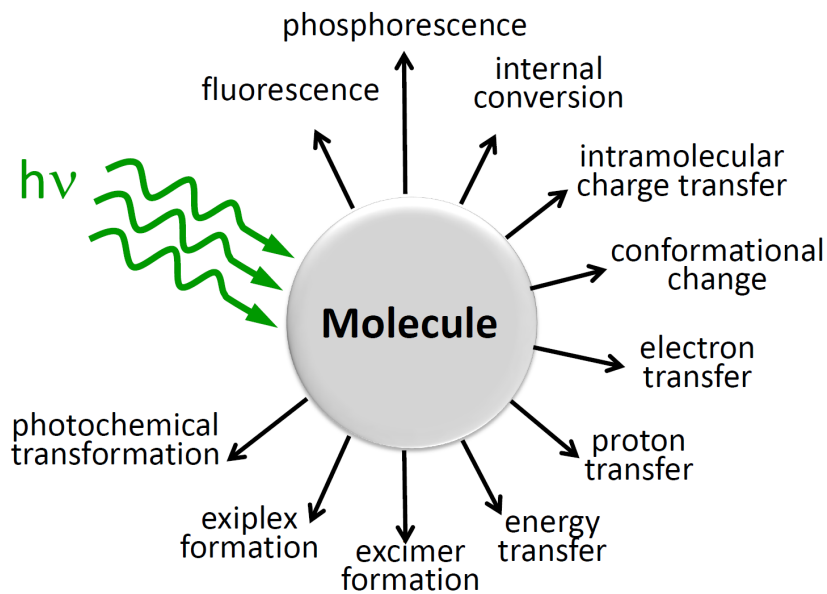 phosphorescence
fluorescence
internal
conversion
hν
intramolecular
charge transfer
conformational
change
Molecule
electron
transfer
photochemical
transformation
proton
transfer
exiplex
formation
energy
transfer
excimer
formation